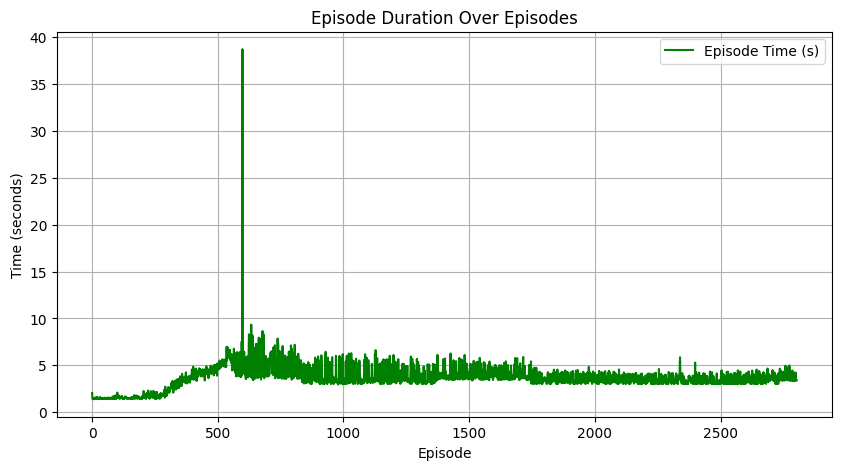 Episode Duration Over Episodes
Episode Time (s)
Time (seconds)
40
35
30
25
20
15
10
5
0
0 500 1000 1500 2000 2500
Episode